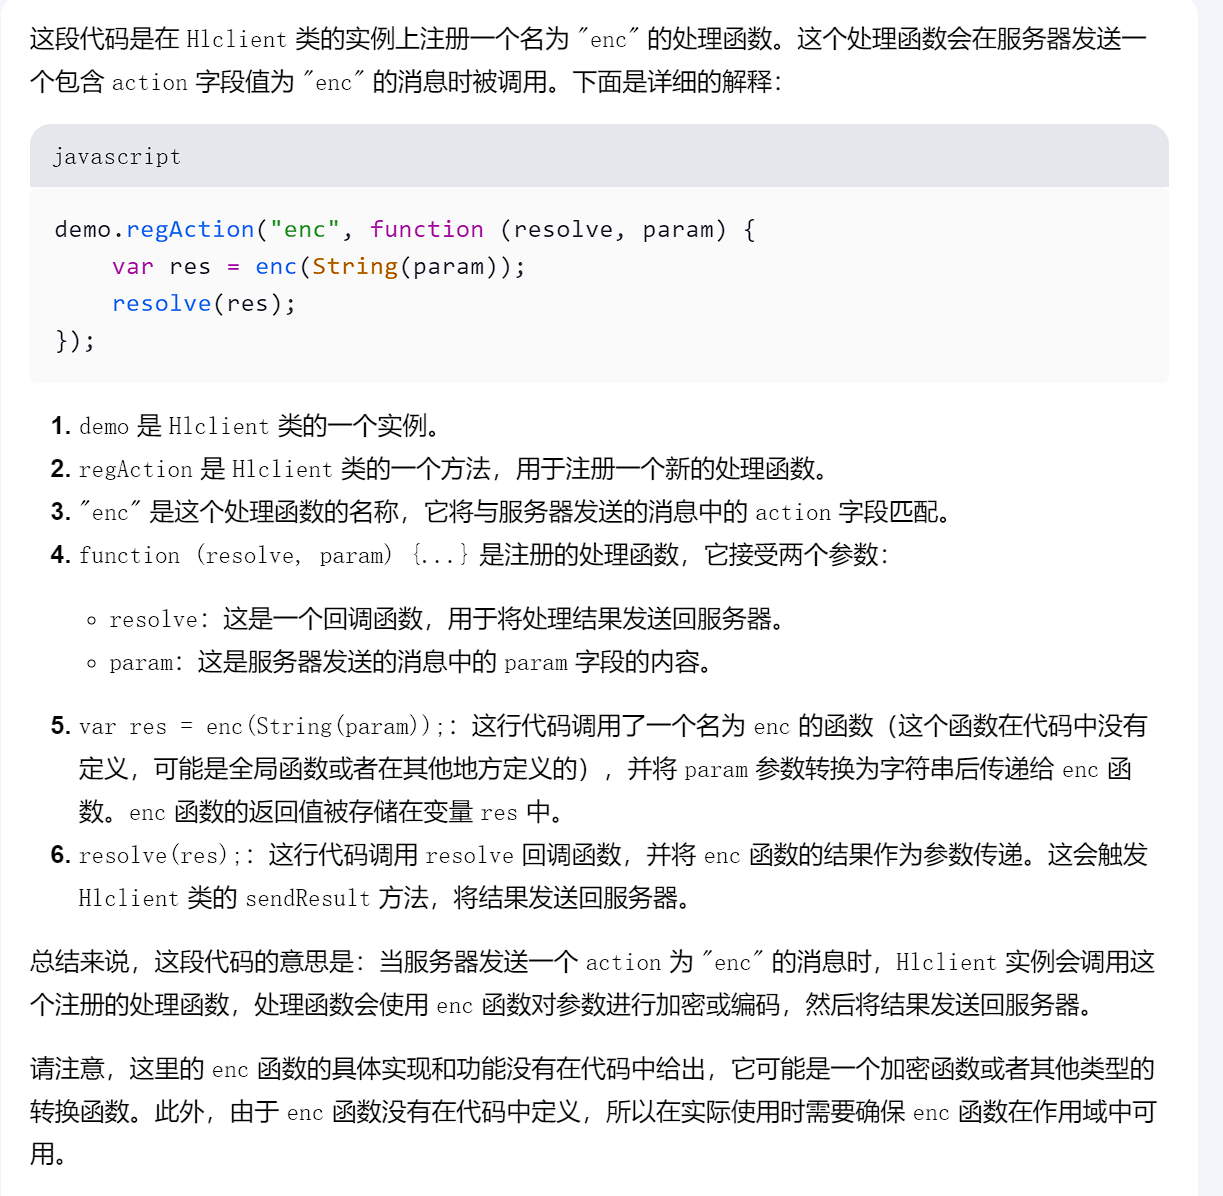 这段代码是在 Hlclient 类的实例上注册一个名为 "enc" 的处理函数。这个处理函数会在服务器发送一
个包含 action 字段值为 "enc" 的消息时被调用。下面是详细的解释：
javascript
demo.regAction("enc", function (resolve, param) {
    var res = enc(String(param));
    resolve(res);
});
1. demo 是 Hlclient 类的一个实例。
2. regAction 是 Hlclient 类的一个方法，用于注册一个新的处理函数。
3. "enc" 是这个处理函数的名称，它将与服务器发送的消息中的 action 字段匹配。
4. function (resolve, param) {...} 是注册的处理函数，它接受两个参数：
◦ resolve：这是一个回调函数，用于将处理结果发送回服务器。
◦ param：这是服务器发送的消息中的 param 字段的内容。
5. var res = enc(String(param));：这行代码调用了一个名为 enc 的函数（这个函数在代码中没有
定义，可能是全局函数或者在其他地方定义的），并将 param 参数转换为字符串后传递给 enc 函
数。enc 函数的返回值被存储在变量 res 中。
6. resolve(res);：这行代码调用 resolve 回调函数，并将 enc 函数的结果作为参数传递。这会触发
Hlclient 类的 sendResult 方法，将结果发送回服务器。
总结来说，这段代码的意思是：当服务器发送一个 action 为 "enc" 的消息时，Hlclient 实例会调用这
个注册的处理函数，处理函数会使用 enc 函数对参数进行加密或编码，然后将结果发送回服务器。
请注意，这里的 enc 函数的具体实现和功能没有在代码中给出，它可能是一个加密函数或者其他类型的
转换函数。此外，由于 enc 函数没有在代码中定义，所以在实际使用时需要确保 enc 函数在作用域中可
用。